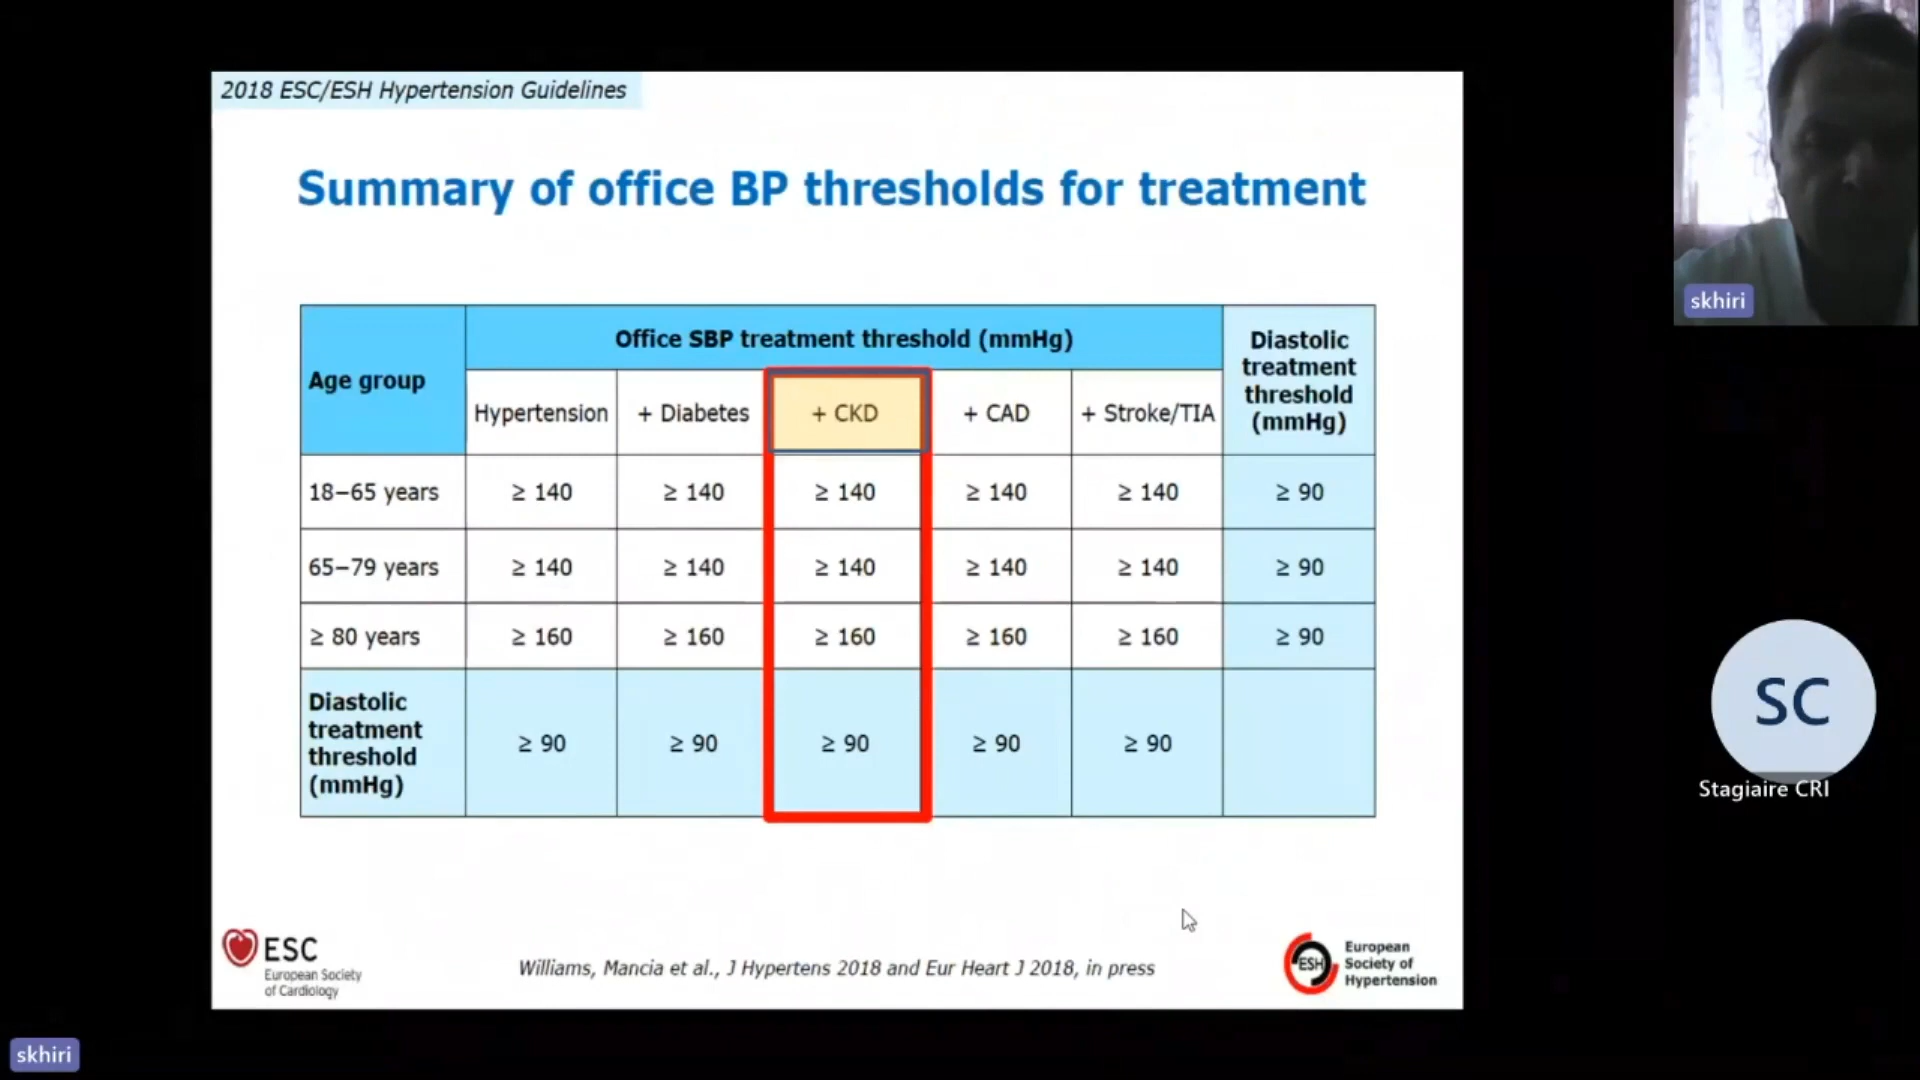 2018 ESC/ESH Hypertension Guidelines
Summary of office BP thresholds for treatment
Age group
Office SBP treatment threshold (mmHg)
Diastolic
treatment
threshold
(mmHg)
Hypertension
+ Diabetes
+ CKD
+ CAD
+ Stroke/TIA
18–65 years ≥ 140 ≥ 140 ≥ 140 ≥ 140 ≥ 140 ≥ 90
65–79 years ≥ 140 ≥ 140 ≥ 140 ≥ 140 ≥ 140 ≥ 90
≥ 80 years ≥ 160 ≥ 160 ≥ 160 ≥ 160 ≥ 160 ≥ 90
Diastolic
treatment
threshold
(mmHg)
≥ 90 ≥ 90 ≥ 90 ≥ 90 ≥ 90
ESC
European Society
of Cardiology
Williams, Mancia et al., J Hypertens 2018 and Eur Heart J 2018, in press
ESH
European
Society of
Hypertension
skhiri
SC
Stagiaire CRI
skhiri